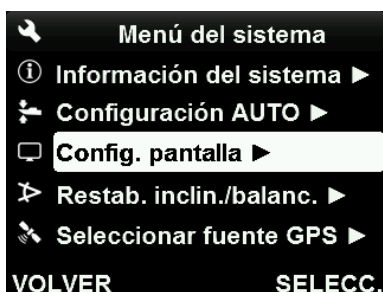 Menú del sistema
Información del sistema ►
Configuración AUTO ►
Config. pantalla ►
Restab. inclin./balanc. ►
Seleccionar fuente GPS ►
VOLVER SELECC.